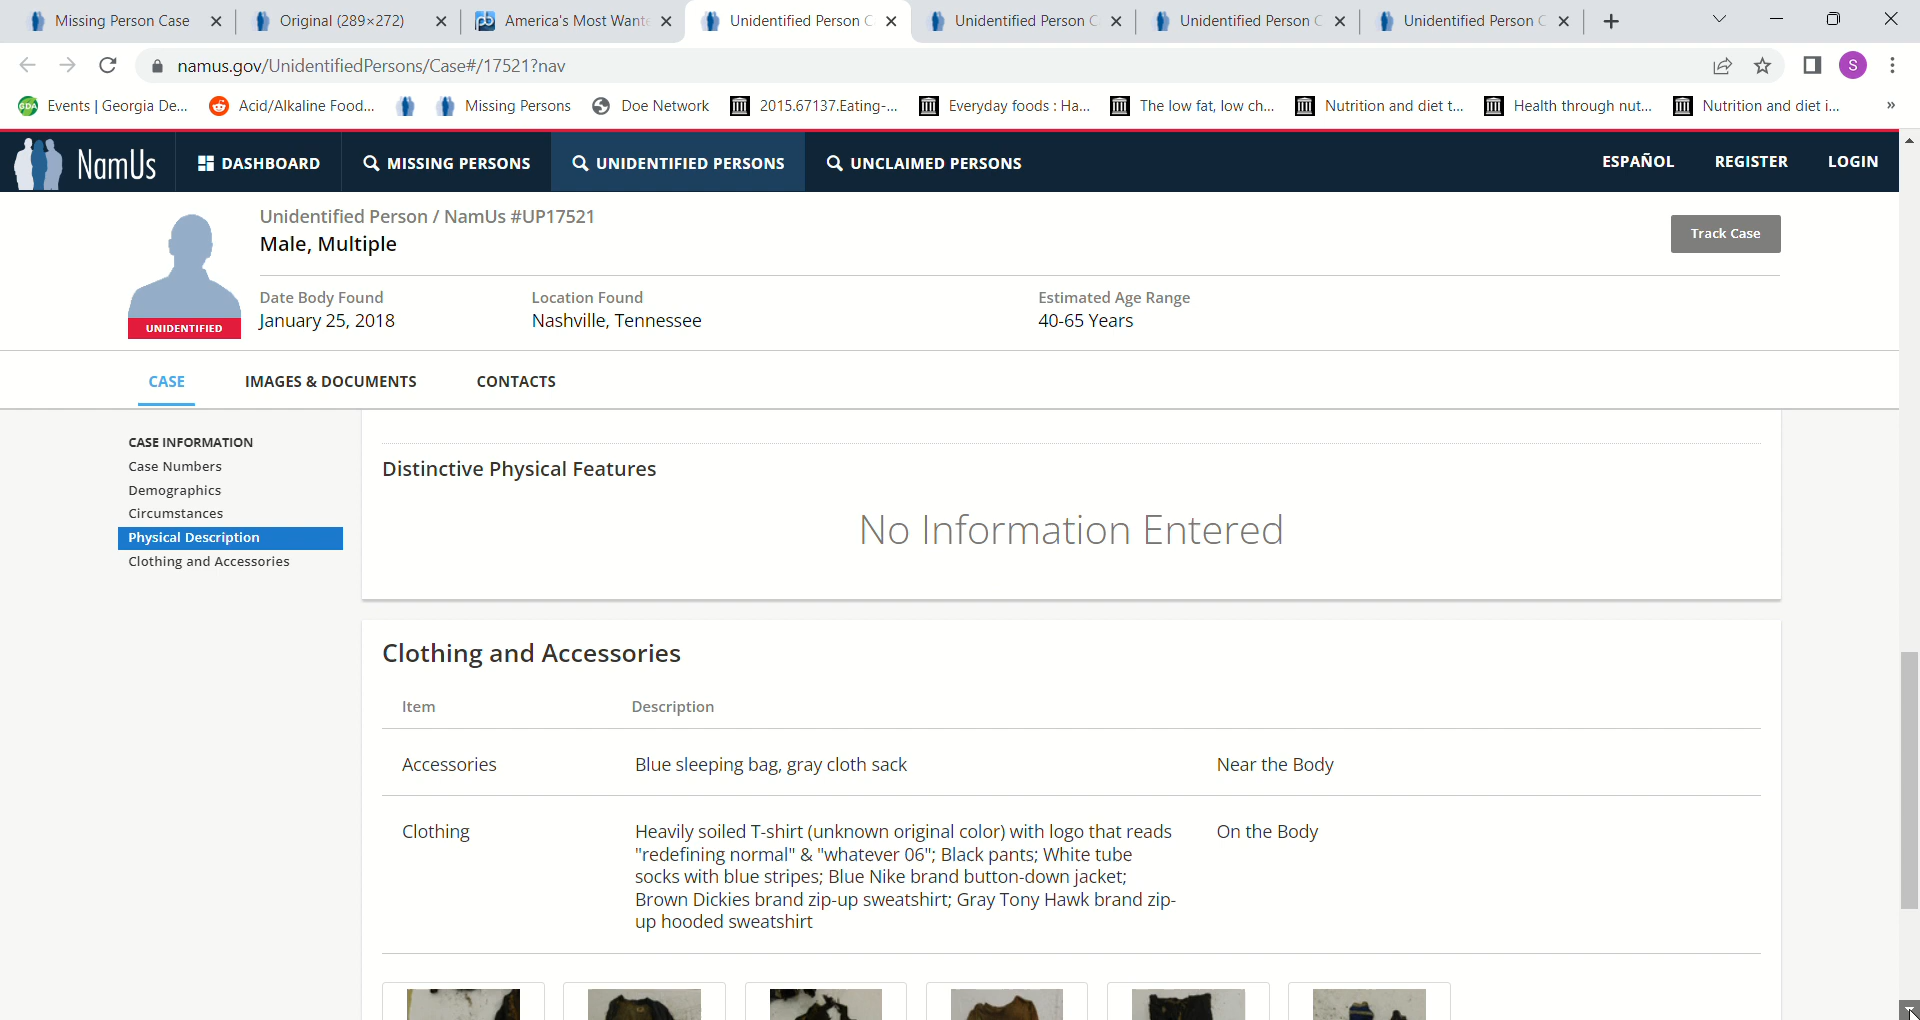 Missing Person Case
Original (289×272)
America's Most Wante
Unidentified Person C
Unidentified Person C
Unidentified Person C
Unidentified Person C
namus.gov/UnidentifiedPersons/Case#/17521?nav
S
GDA
Events | Georgia De...
Acid/Alkaline Food...
Missing Persons
Doe Network
2015.67137.Eating-...
Everyday foods : Ha...
The low fat, low ch...
Nutrition and diet t...
Health through nut...
Nutrition and diet i...
»
NamUs
DASHBOARD
MISSING PERSONS
UNIDENTIFIED PERSONS
UNCLAIMED PERSONS
ESPAÑOL
REGISTER
LOGIN
Unidentified Person / NamUs #UP17521
Male, Multiple
Track Case
UNIDENTIFIED
Date Body Found
January 25, 2018
Location Found
Nashville, Tennessee
Estimated Age Range
40-65 Years
CASE
IMAGES & DOCUMENTS
CONTACTS
CASE INFORMATION
Case Numbers
Demographics
Circumstances
Physical Description
Clothing and Accessories
Distinctive Physical Features
No Information Entered
Clothing and Accessories
Item
Description
Accessories
Blue sleeping bag, gray cloth sack
Near the Body
Clothing
Heavily soiled T-shirt (unknown original color) with logo that reads
"redefining normal" & "whatever 06"; Black pants; White tube
socks with blue stripes; Blue Nike brand button-down jacket;
Brown Dickies brand zip-up sweatshirt; Gray Tony Hawk brand zip-
up hooded sweatshirt
On the Body